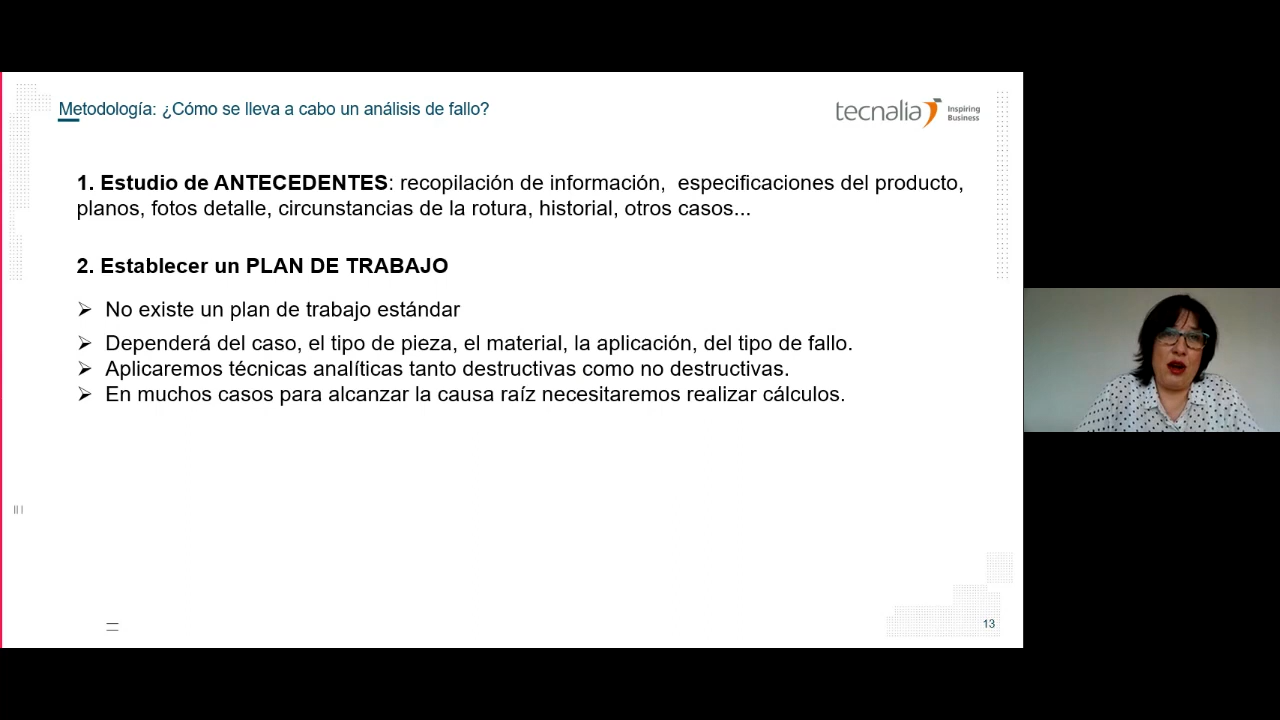 Metodología: ¿Cómo se lleva a cabo un análisis de fallo?
tecnalia Inspiring
Business
1. Estudio de ANTECEDENTES: recopilación de información, especificaciones del producto,
planos, fotos detalle, circunstancias de la rotura, historial, otros casos...
2. Establecer un PLAN DE TRABAJO
➢ No existe un plan de trabajo estándar
➢ Dependerá del caso, el tipo de pieza, el material, la aplicación, del tipo de fallo.
➢ Aplicaremos técnicas analíticas tanto destructivas como no destructivas.
➢ En muchos casos para alcanzar la causa raíz necesitaremos realizar cálculos.
13